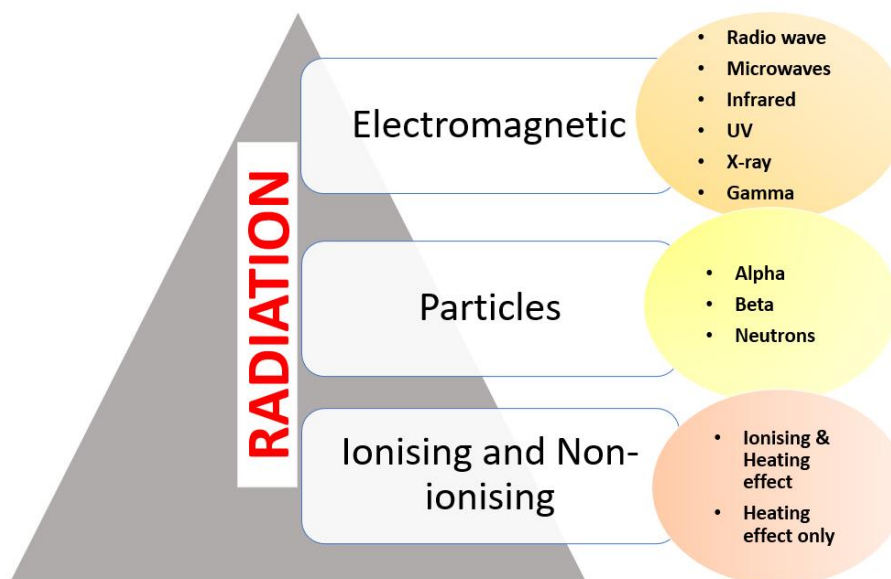 RADIATION
Electromagnetic
• Radio wave
• Microwaves
• Infrared
• UV
• X-ray
• Gamma
Particles
• Alpha
• Beta
• Neutrons
Ionising and Non-
ionising
• Ionising &
Heating
effect
• Heating
effect only